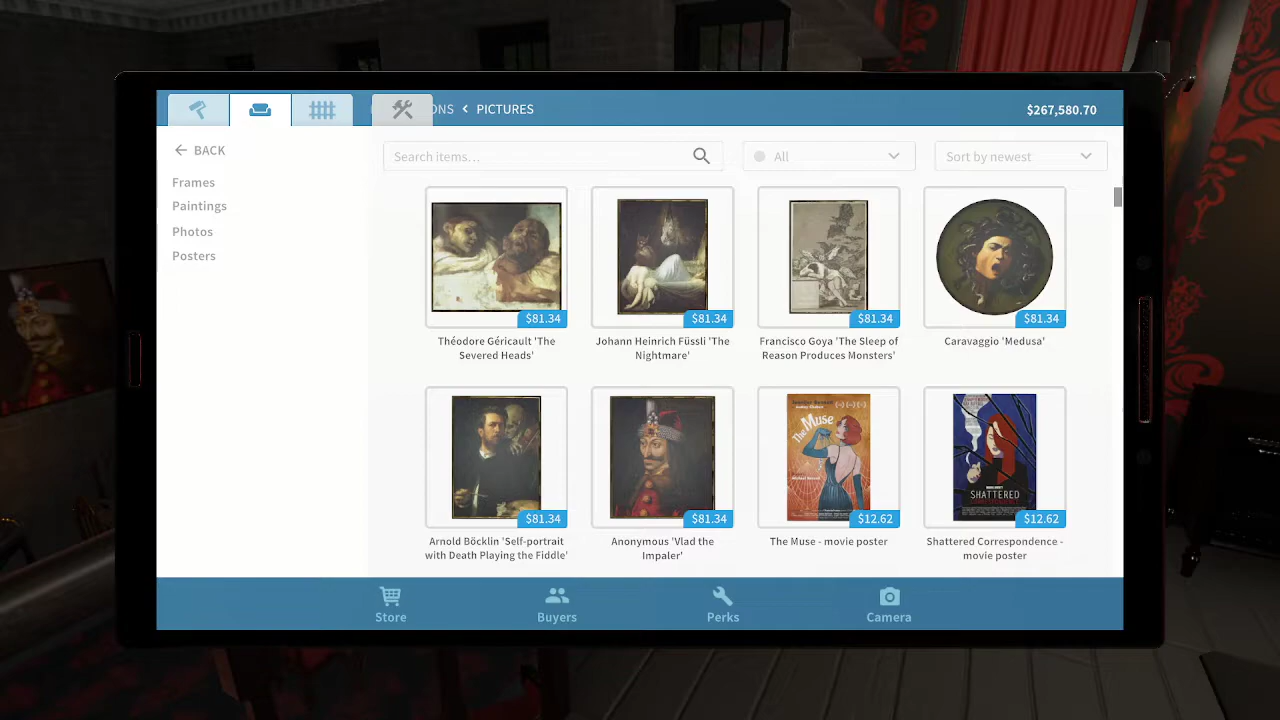 ONS < PICTURES
$267,580.70
BACK
Frames
Paintings
Photos
Posters
Search items...
All
Sort by newest
$81.34
$81.34
$81.34
$81.34
Théodore Géricault 'The
Severed Heads'
Johann Heinrich Füssli 'The
Nightmare'
Francisco Goya 'The Sleep of
Reason Produces Monsters'
Caravaggio 'Medusa'
The Muse
SHATTERED
$81.34
$81.34
$12.62
$12.62
Arnold Böcklin 'Self-portrait
with Death Playing the Fiddle'
Anonymous 'Vlad the
Impaler'
The Muse - movie poster
Shattered Correspondence -
movie poster
Store
Buyers
Perks
Camera